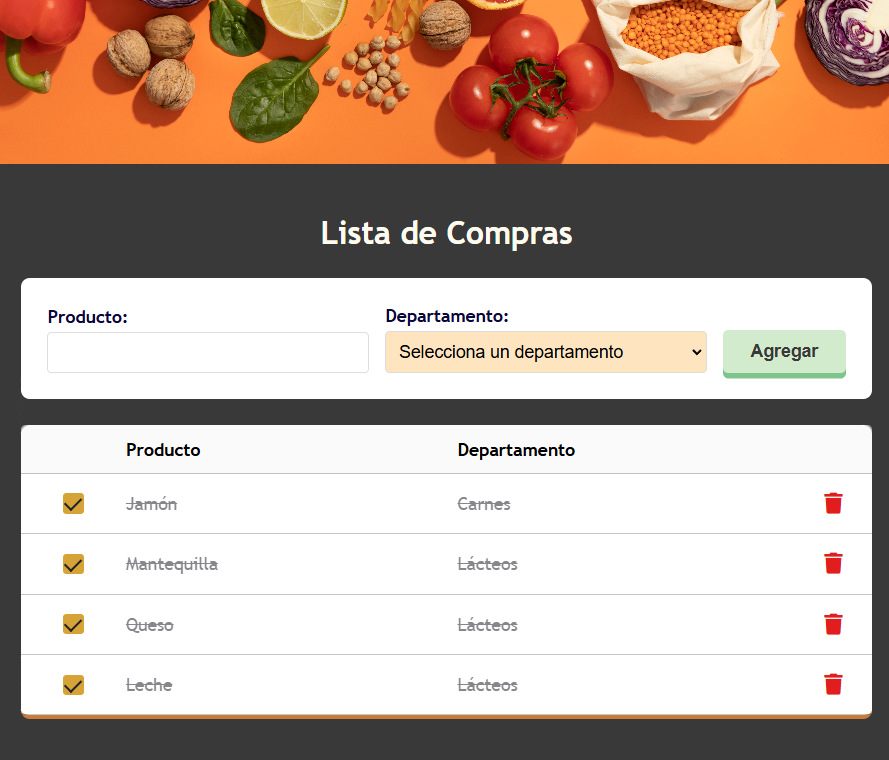 Lista de Compras
Producto:
Departamento:
Selecciona un departamento
Agregar
Producto Departamento
Jamón Carnes
Mantequilla Lácteos
Queso Lácteos
Leche Lácteos